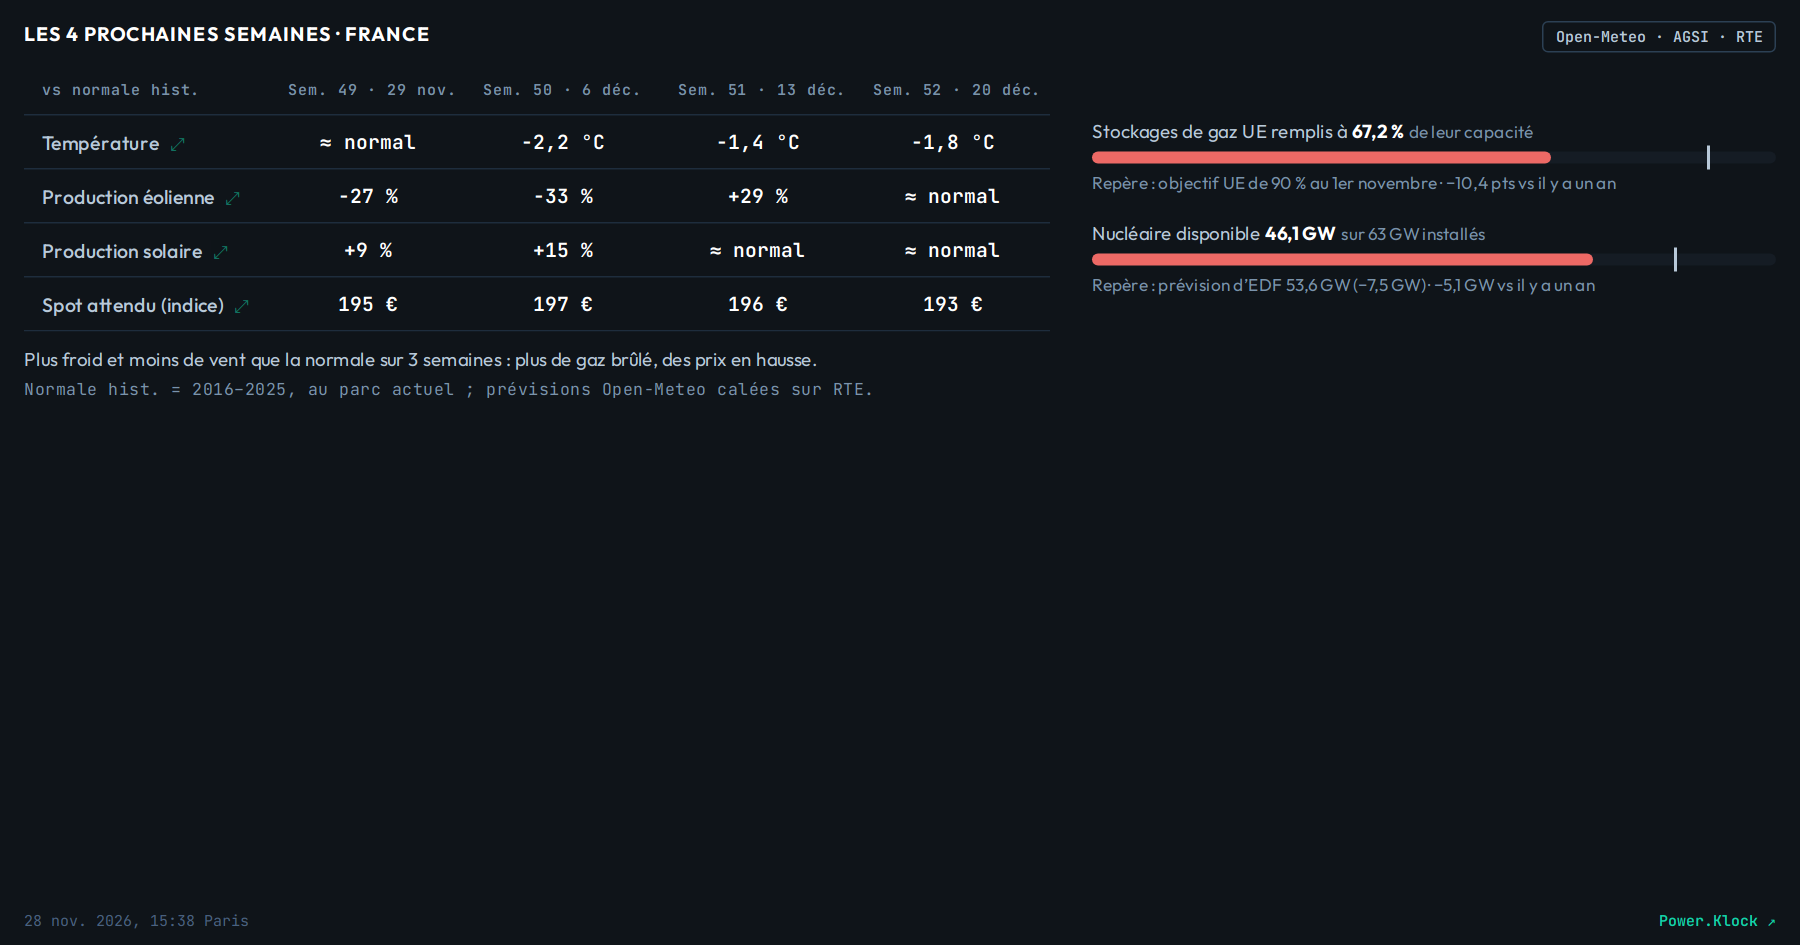 LES 4 PROCHAINES SEMAINES · FRANCE
Open-Meteo · AGSI · RTE
vs normale hist. Sem. 49 · 29 nov. Sem. 50 · 6 déc. Sem. 51 · 13 déc. Sem. 52 · 20 déc.
Température ≈ normal -2,2 °C -1,4 °C -1,8 °C
Production éolienne -27 % -33 % +29 % ≈ normal
Production solaire +9 % +15 % ≈ normal ≈ normal
Spot attendu (indice) 195 € 197 € 196 € 193 €
Plus froid et moins de vent que la normale sur 3 semaines : plus de gaz brûlé, des prix en hausse.
Normale hist. = 2016–2025, au parc actuel ; prévisions Open-Meteo calées sur RTE.
Stockages de gaz UE remplis à 67,2 % de leur capacité
Repère : objectif UE de 90 % au 1er novembre · −10,4 pts vs il y a un an
Nucléaire disponible 46,1 GW sur 63 GW installés
Repère : prévision d’EDF 53,6 GW (−7,5 GW) · −5,1 GW vs il y a un an
28 nov. 2026, 15:38 Paris
Power.Klock ↗